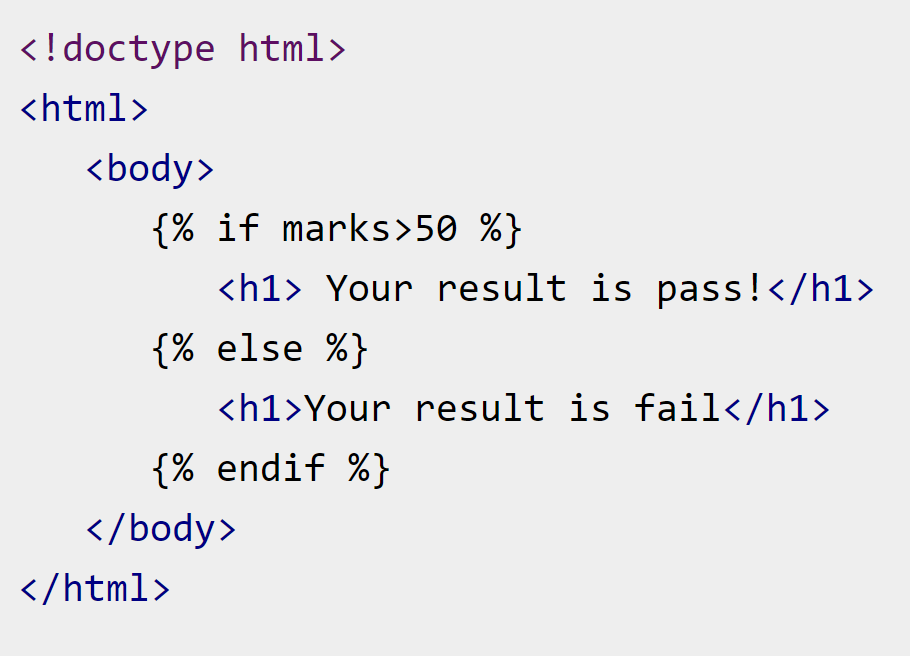 <!doctype html>
<html>
   <body>
      {% if marks>50 %}
         <h1> Your result is pass!</h1>
      {% else %}
         <h1>Your result is fail</h1>
      {% endif %}
   </body>
</html>